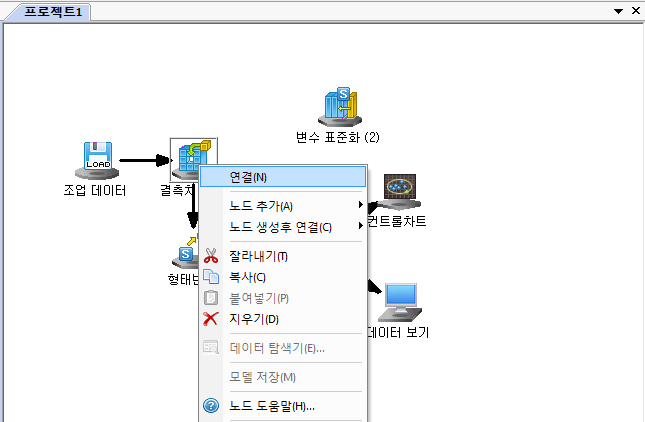 프로젝트1
변수 표준화 (2)
LOAD
조업 데이터
결측치
연결(N)
노드 추가(A)
노드 생성후 연결(C)
잘라내기(T)
복사(C)
붙여넣기(P)
지우기(D)
데이터 탐색기(E)...
모델 저장(M)
노드 도움말(H)...
컨트롤차트
데이터 보기
S
S